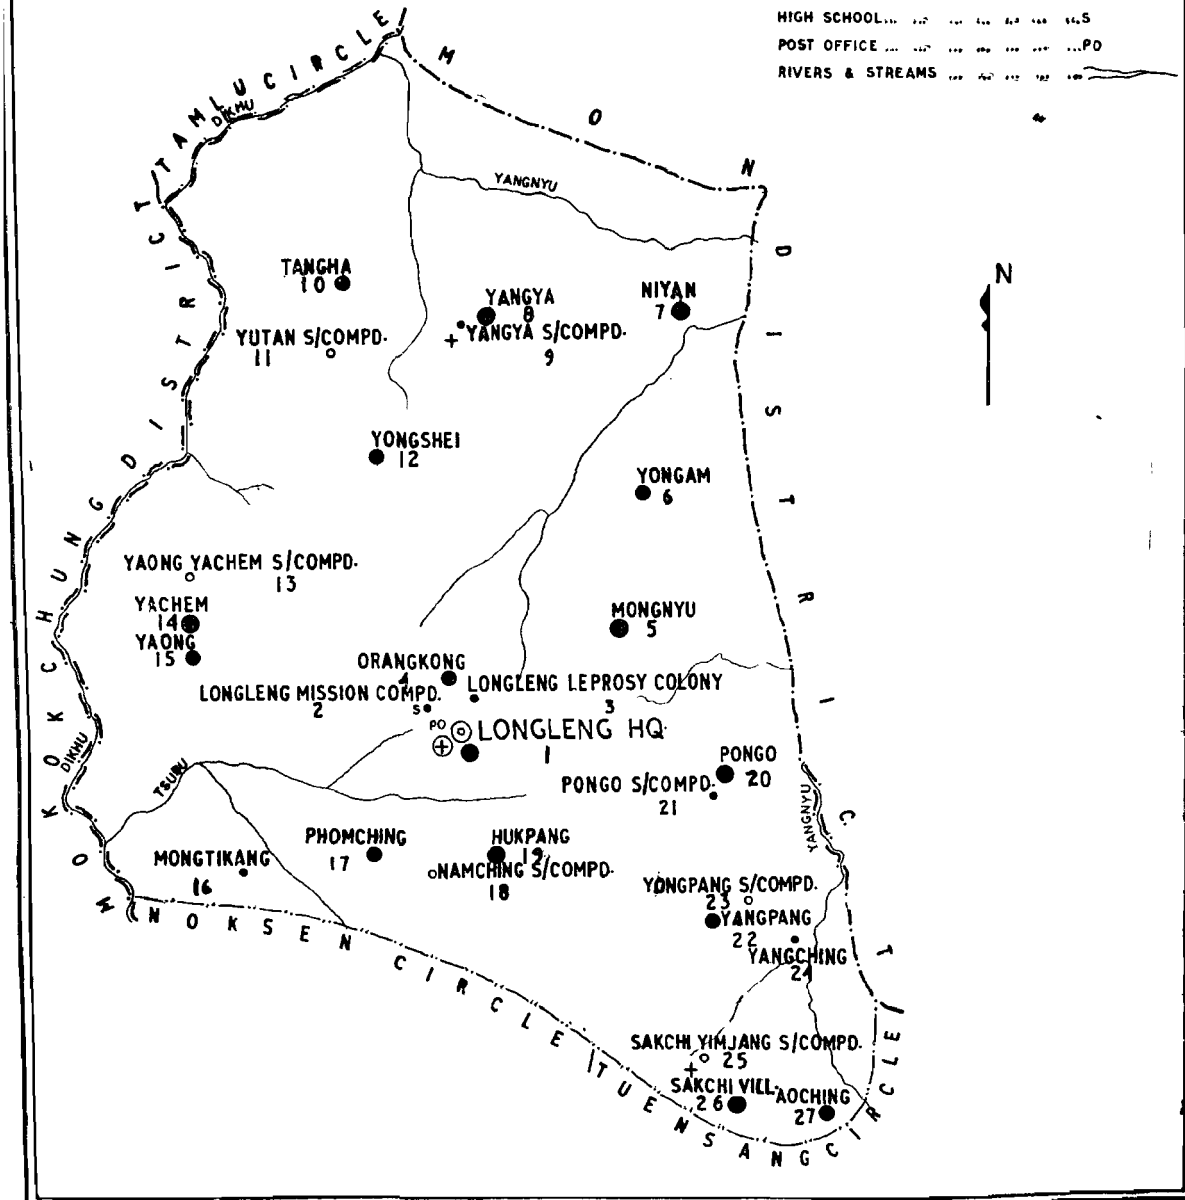 HIGH SCHOOL... S
POST OFFICE ... PO
RIVERS & STREAMS
TAMLU CIRCLE
DIKHU
MON DISTRICT
YANGNYU
N
TANGHA
10
YANGYA
8
NIYAN
7
YUTAN S/COMPD.
11
YANGYA S/COMPD.
9
YONGSHEI
12
YONGAM
6
YAONG YACHEM S/COMPD.
13
YACHEM
14
YAONG
15
MONGNYU
5
ORANGKONG
4
LONGLENG MISSION COMPD.
2
S
LONGLENG LEPROSY COLONY
3
PO
LONGLENG HQ.
1
DIKHU
TSUBU
PONGO
20
PONGO S/COMPD.
21
YANGNYU
PHOMCHING
17
HUKPANG
19
MONGTIKANG
16
NAMCHING S/COMPD.
18
YONGPANG S/COMPD.
23
YANGPANG
22
YANGCHING
24
SAKCHI YIMJANG S/COMPD.
25
SAKCHI VILL.
26
AOCHING
27
MOKOKCHUNG DISTRICT
NOKSEN CIRCLE
TUENSANG CIRCLE